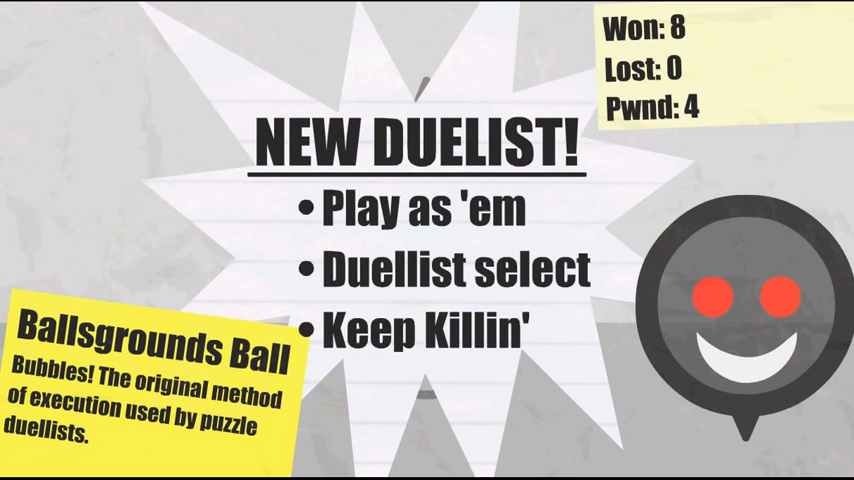 Won: 8
Lost: 0
Pwnd: 4
NEW DUELIST!
• Play as 'em
• Duellist select
• Keep Killin'
Ballsgrounds Ball
Bubbles! The original method
of execution used by puzzle
duellists.